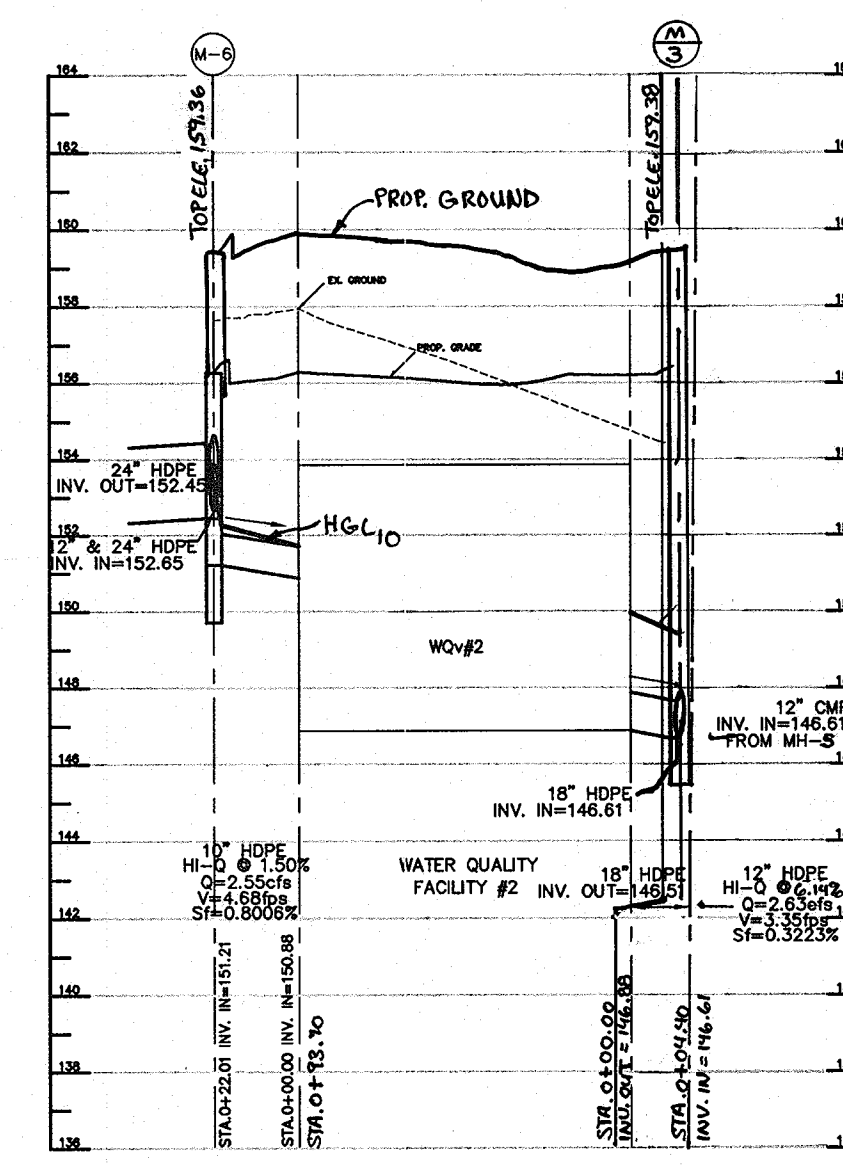 M-6
M
3
164
162
160
158
156
154
152
150
148
146
144
142
140
138
136
TOPELE, 159.36
TOPELE. 159.38
PROP. GROUND
EX. GROUND
PROP. GRADE
24" HDPE
INV. OUT=152.45
12" & 24" HDPE
INV. IN=152.65
HGL10
WQv#2
12" CMP
INV. IN=146.61
FROM MH-5
18" HDPE
INV. IN=146.61
10" HDPE
HI-Q @ 1.50%
Q=2.55cfs
V=4.68fps
Sf=0.8006%
WATER QUALITY
FACILITY #2
18" HDPE
INV. OUT=146.51
12" HDPE
HI-Q @ 6.14%
Q=2.63cfs
V=3.35fps
Sf=0.3223%
STA.0+22.01 INV. IN=151.21
STA.0+00.00 INV. IN=150.88
STA.0+93.70
STA. 0+00.00
INV. OUT = 146.88
STA. 0+04.40
INV. IN = 146.61